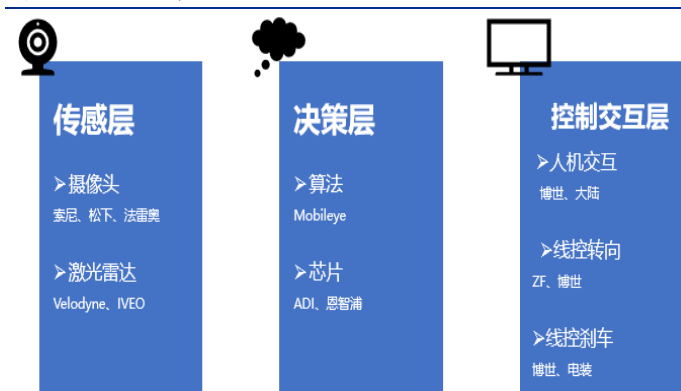 传感层
➢摄像头
索尼、松下、法雷奥
➢激光雷达
Velodyne、IVEO
决策层
➢算法
Mobileye
➢芯片
ADI、恩智浦
控制交互层
➢人机交互
博世、大陆
➢线控转向
ZF、博世
➢线控刹车
博世、电装